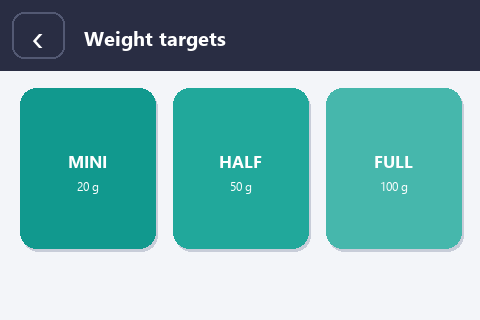 ‹ Weight targets
MINI
20 g
HALF
50 g
FULL
100 g